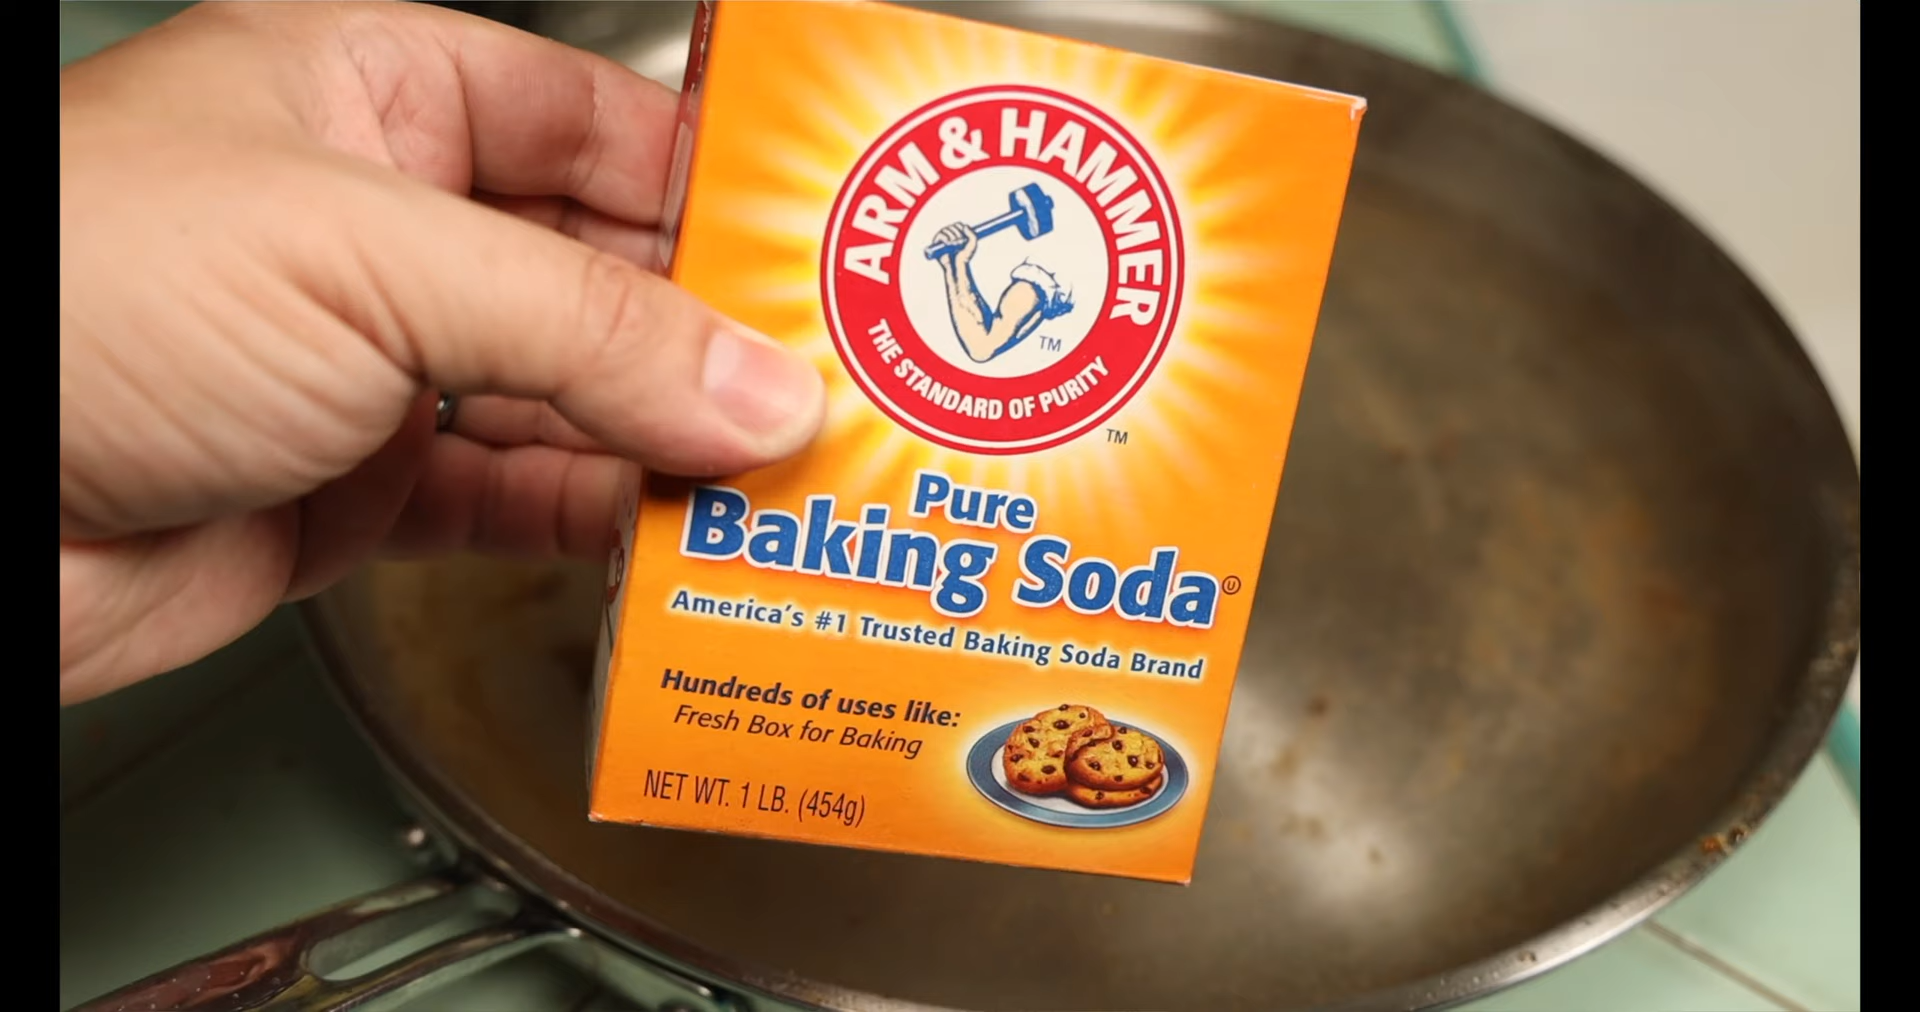 ARM & HAMMER
TM
THE STANDARD OF PURITY
TM
Pure
Baking Soda
America's #1 Trusted Baking Soda Brand
Hundreds of uses like:
Fresh Box for Baking
NET WT. 1 LB. (454g)